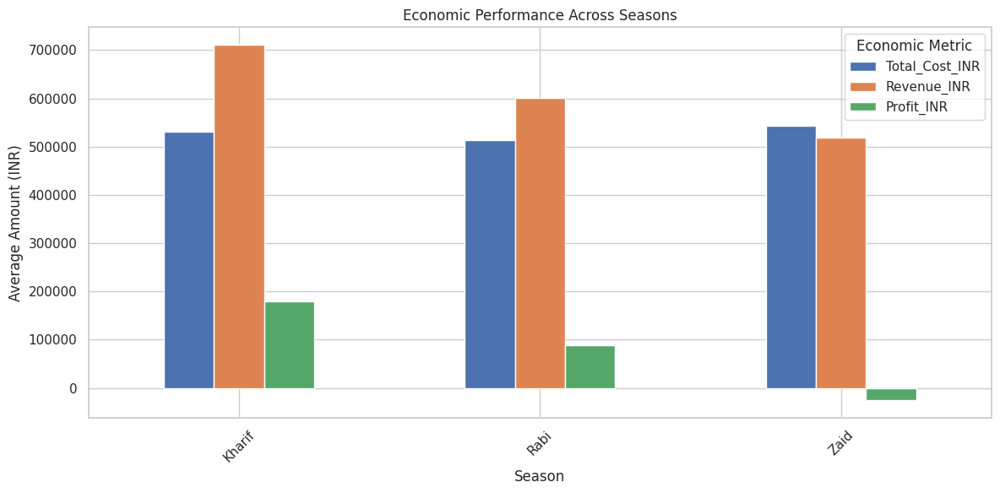 Economic Performance Across Seasons
Economic Metric
Total_Cost_INR
Revenue_INR
Profit_INR
Average Amount (INR)
700000
600000
500000
400000
300000
200000
100000
0
Kharif
Rabi
Zaid
Season